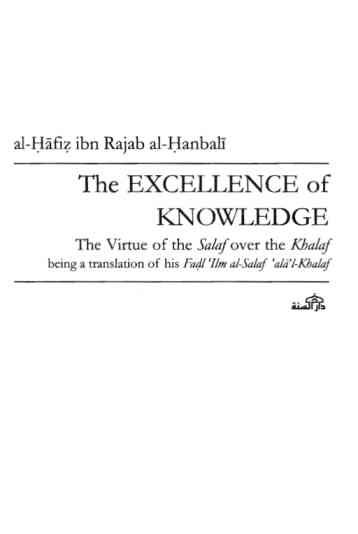 al-Ḥāfiẓ ibn Rajab al-Ḥanbalī
The EXCELLENCE of
KNOWLEDGE
The Virtue of the Salaf over the Khalaf
being a translation of his Faḍl 'Ilm al-Salaf 'alā'l-Khalaf
دار السنة